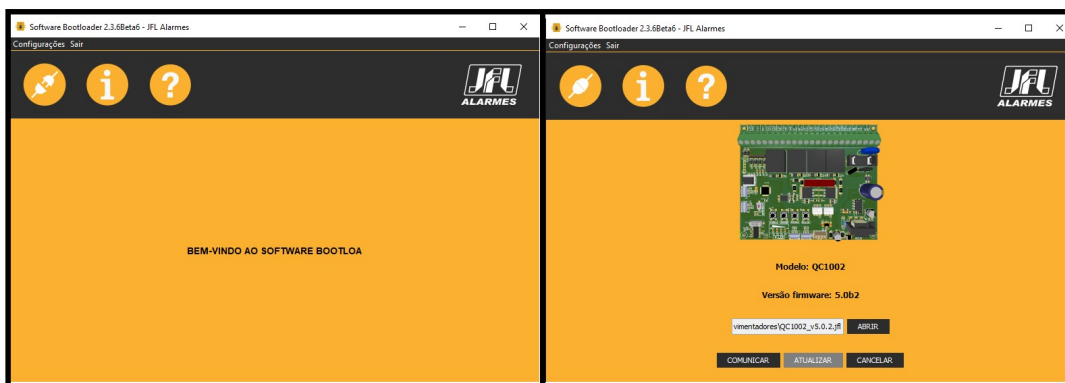 Software Bootloader 2.3.6Beta6 - JFL Alarmes
Configurações Sair
JFL
ALARMES
BEM-VINDO AO SOFTWARE BOOTLOA
Software Bootloader 2.3.6Beta6 - JFL Alarmes
Configurações Sair
JFL
ALARMES
Modelo: QC1002
Versão firmware: 5.0b2
vimentadores\QC1002_v5.0.2.jfl ABRIR
COMUNICAR ATUALIZAR CANCELAR